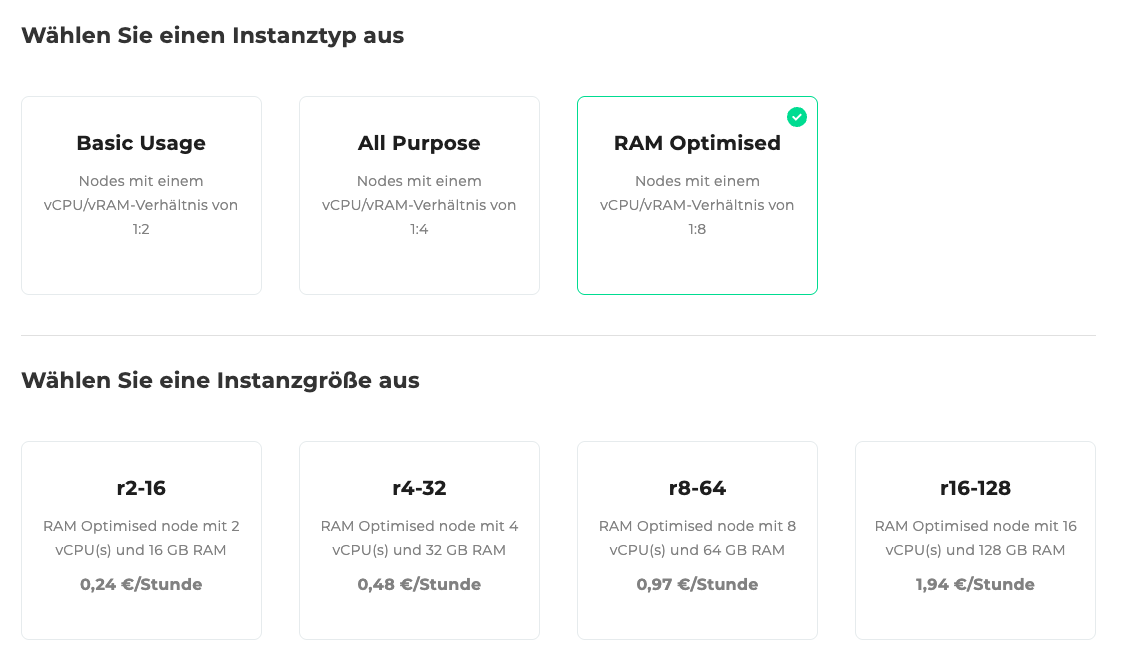 Wählen Sie einen Instanztyp aus
Basic Usage
Nodes mit einem
vCPU/vRAM-Verhältnis von
1:2
All Purpose
Nodes mit einem
vCPU/vRAM-Verhältnis von
1:4
RAM Optimised
Nodes mit einem
vCPU/vRAM-Verhältnis von
1:8
Wählen Sie eine Instanzgröße aus
r2-16
RAM Optimised node mit 2
vCPU(s) und 16 GB RAM
0,24 €/Stunde
r4-32
RAM Optimised node mit 4
vCPU(s) und 32 GB RAM
0,48 €/Stunde
r8-64
RAM Optimised node mit 8
vCPU(s) und 64 GB RAM
0,97 €/Stunde
r16-128
RAM Optimised node mit 16
vCPU(s) und 128 GB RAM
1,94 €/Stunde